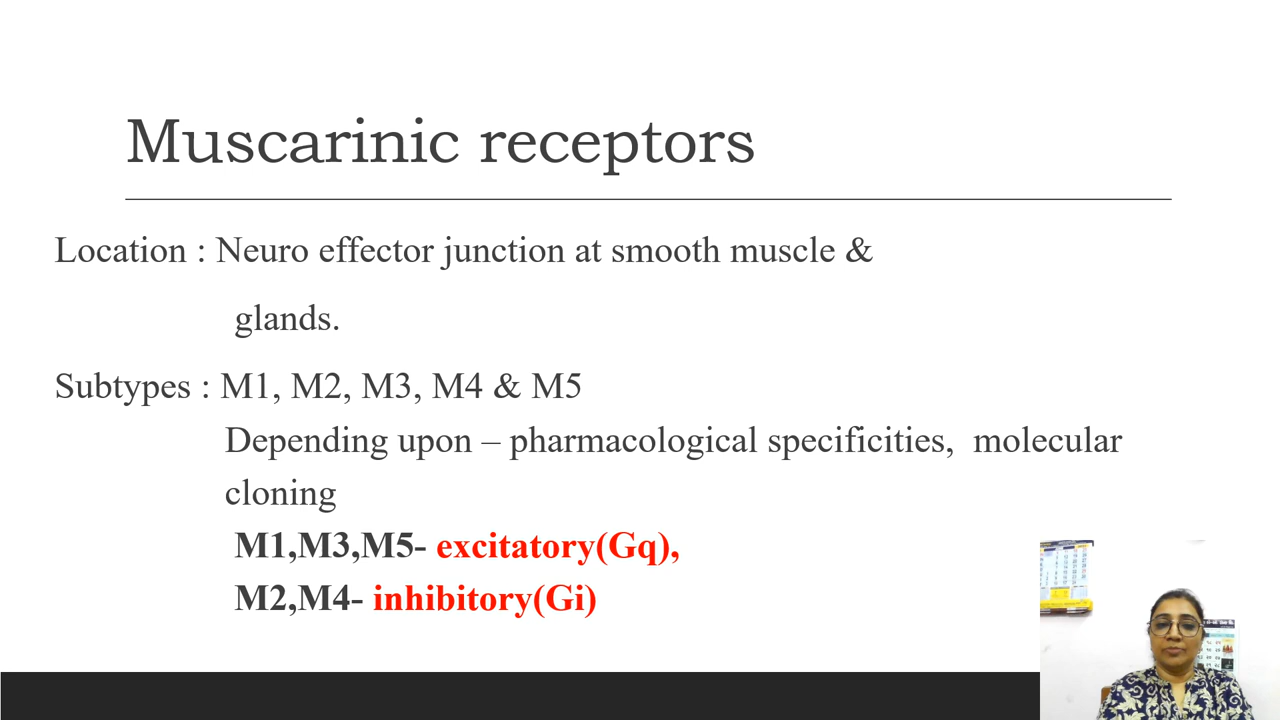 Muscarinic receptors
Location : Neuro effector junction at smooth muscle &
glands.
Subtypes : M1, M2, M3, M4 & M5
Depending upon – pharmacological specificities,  molecular
cloning
M1,M3,M5- excitatory(Gq),
M2,M4- inhibitory(Gi)